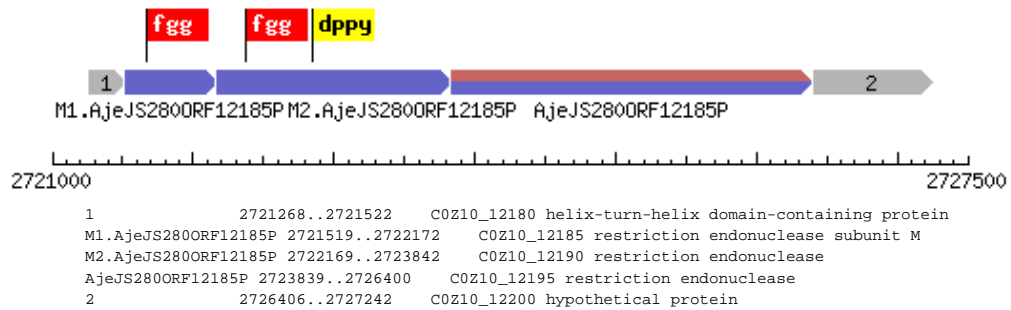 fgg fgg dppy
1 2
M1.AjeJS280ORF12185P M2.AjeJS280ORF12185P AjeJS280ORF12185P
2721000 2727500
1 2721268..2721522 C0Z10_12180 helix-turn-helix domain-containing protein
M1.AjeJS280ORF12185P 2721519..2722172 C0Z10_12185 restriction endonuclease subunit M
M2.AjeJS280ORF12185P 2722169..2723842 C0Z10_12190 restriction endonuclease
AjeJS280ORF12185P 2723839..2726400 C0Z10_12195 restriction endonuclease
2 2726406..2727242 C0Z10_12200 hypothetical protein